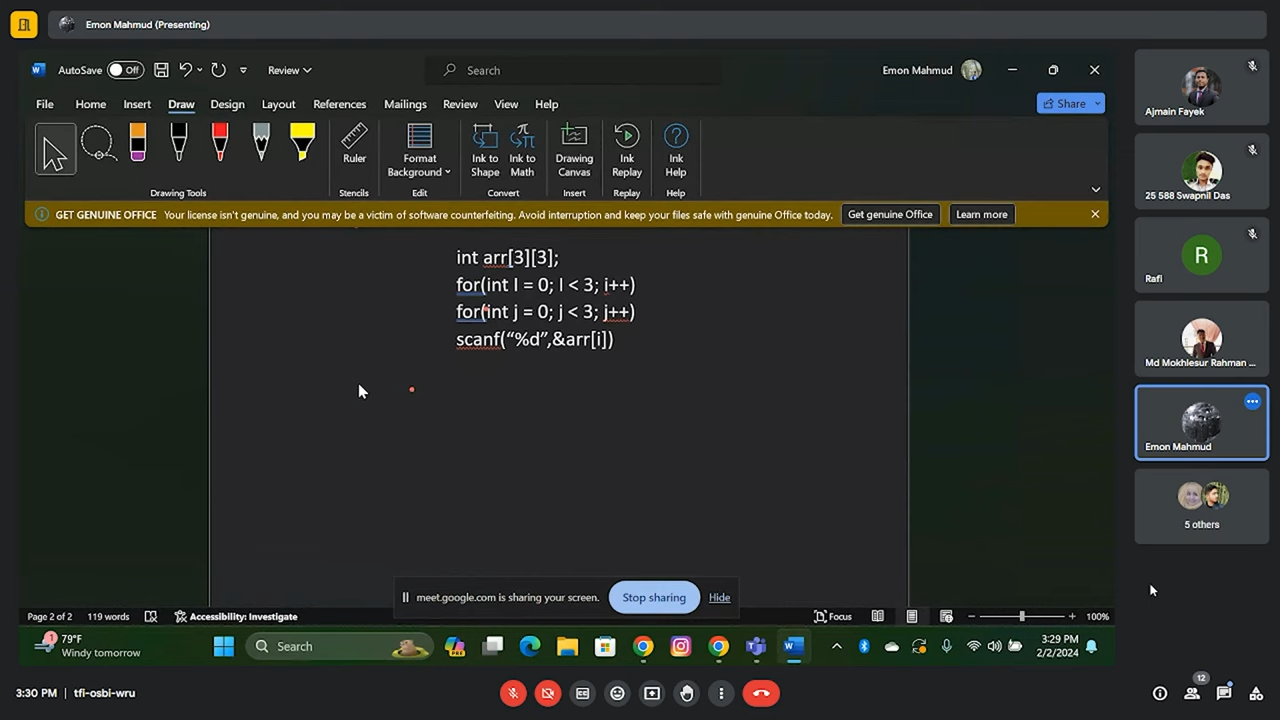 Emon Mahmud (Presenting)
AutoSave Off Review Search Emon Mahmud
File Home Insert Draw Design Layout References Mailings Review View Help Share
Ruler Format Background Ink to Shape Ink to Math Drawing Canvas Ink Replay Ink Help
Drawing Tools Stencils Edit Convert Insert Replay Help
GET GENUINE OFFICE Your license isn't genuine, and you may be a victim of software counterfeiting. Avoid interruption and keep your files safe with genuine Office today. Get genuine Office Learn more
int arr[3][3];
for(int I = 0; I < 3; i++)
for(int j = 0; j < 3; j++)
scanf(“%d”,&arr[i])
meet.google.com is sharing your screen. Stop sharing Hide
Page 2 of 2 119 words Accessibility: Investigate Focus 100%
1 79°F
Windy tomorrow
Search
PRE
3:29 PM
2/2/2024
Ajmain Fayek
25 588 Swapnil Das
R
Rafi
Md Mokhlesur Rahman ...
Emon Mahmud
5 others
3:30 PM tfi-osbi-wru
12